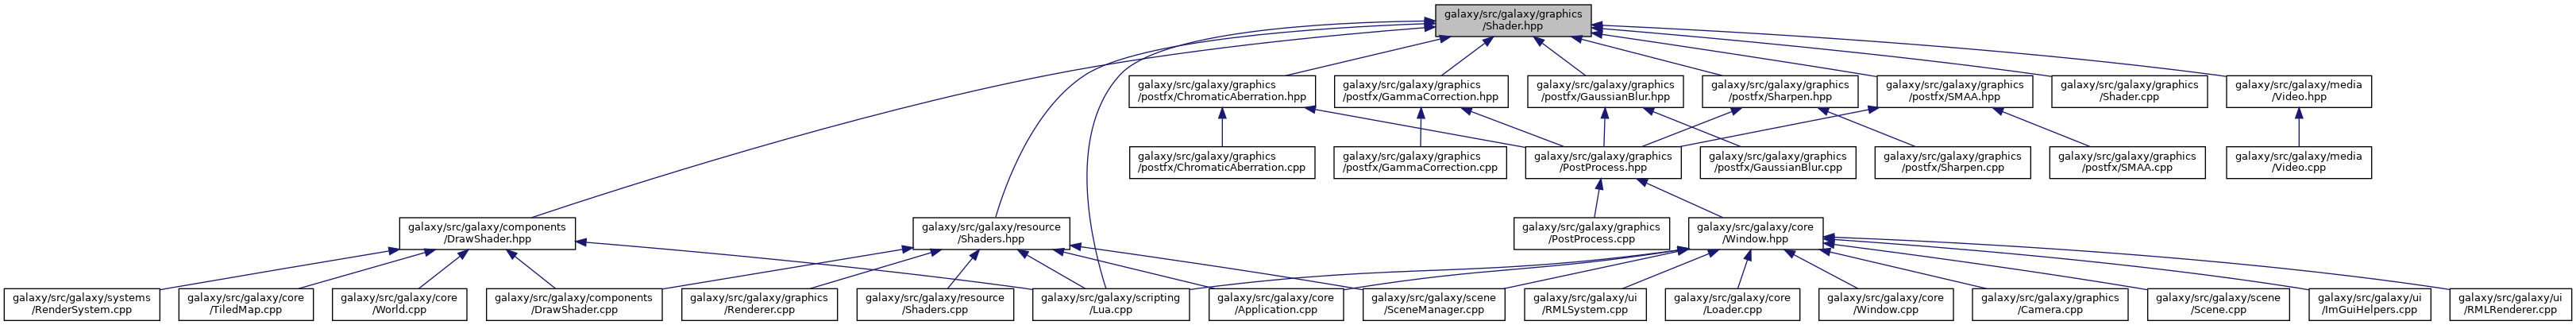 galaxy/src/galaxy/graphics
/Shader.hpp
galaxy/src/galaxy/graphics
/postfx/ChromaticAberration.hpp
galaxy/src/galaxy/graphics
/postfx/GammaCorrection.hpp
galaxy/src/galaxy/graphics
/postfx/GaussianBlur.hpp
galaxy/src/galaxy/graphics
/postfx/Sharpen.hpp
galaxy/src/galaxy/graphics
/postfx/SMAA.hpp
galaxy/src/galaxy/graphics
/Shader.cpp
galaxy/src/galaxy/media
/Video.hpp
galaxy/src/galaxy/graphics
/postfx/ChromaticAberration.cpp
galaxy/src/galaxy/graphics
/postfx/GammaCorrection.cpp
galaxy/src/galaxy/graphics
/PostProcess.hpp
galaxy/src/galaxy/graphics
/postfx/GaussianBlur.cpp
galaxy/src/galaxy/graphics
/postfx/Sharpen.cpp
galaxy/src/galaxy/graphics
/postfx/SMAA.cpp
galaxy/src/galaxy/media
/Video.cpp
galaxy/src/galaxy/components
/DrawShader.hpp
galaxy/src/galaxy/resource
/Shaders.hpp
galaxy/src/galaxy/graphics
/PostProcess.cpp
galaxy/src/galaxy/core
/Window.hpp
galaxy/src/galaxy/systems
/RenderSystem.cpp
galaxy/src/galaxy/core
/TiledMap.cpp
galaxy/src/galaxy/core
/World.cpp
galaxy/src/galaxy/components
/DrawShader.cpp
galaxy/src/galaxy/graphics
/Renderer.cpp
galaxy/src/galaxy/resource
/Shaders.cpp
galaxy/src/galaxy/scripting
/Lua.cpp
galaxy/src/galaxy/core
/Application.cpp
galaxy/src/galaxy/scene
/SceneManager.cpp
galaxy/src/galaxy/ui
/RMLSystem.cpp
galaxy/src/galaxy/core
/Loader.cpp
galaxy/src/galaxy/core
/Window.cpp
galaxy/src/galaxy/graphics
/Camera.cpp
galaxy/src/galaxy/scene
/Scene.cpp
galaxy/src/galaxy/ui
/ImGuiHelpers.cpp
galaxy/src/galaxy/ui
/RMLRenderer.cpp